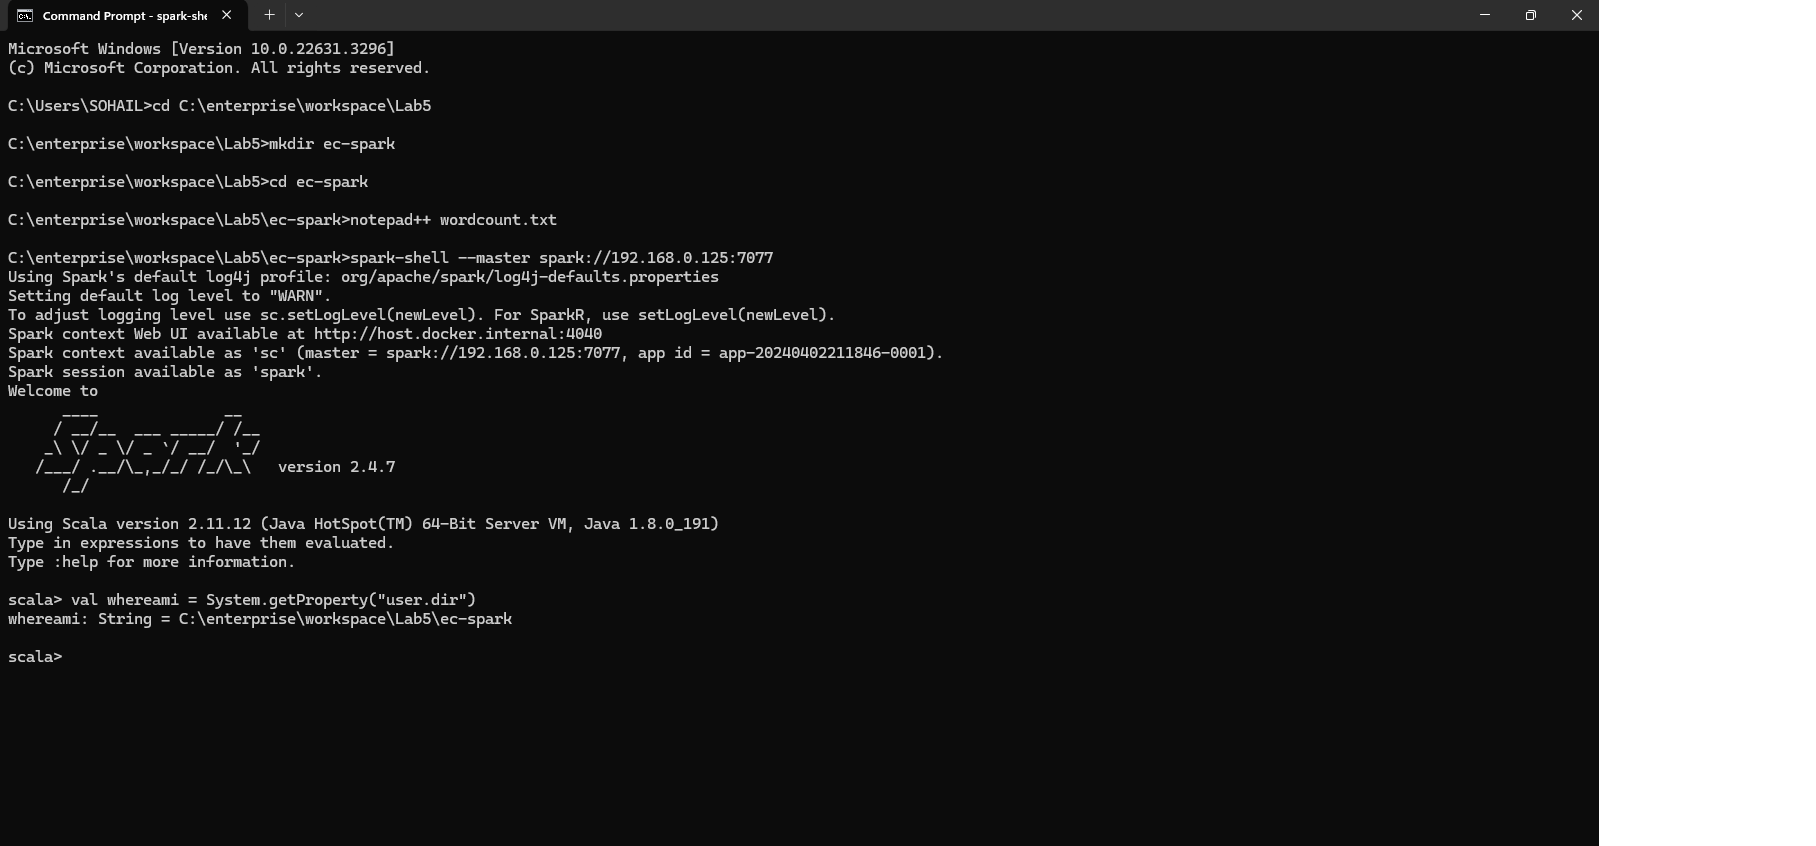 Command Prompt - spark-she
Microsoft Windows [Version 10.0.22631.3296]
(c) Microsoft Corporation. All rights reserved.
C:\Users\SOHAIL>cd C:\enterprise\workspace\Lab5
C:\enterprise\workspace\Lab5>mkdir ec-spark
C:\enterprise\workspace\Lab5>cd ec-spark
C:\enterprise\workspace\Lab5\ec-spark>notepad++ wordcount.txt
C:\enterprise\workspace\Lab5\ec-spark>spark-shell --master spark://192.168.0.125:7077
Using Spark's default log4j profile: org/apache/spark/log4j-defaults.properties
Setting default log level to "WARN".
To adjust logging level use sc.setLogLevel(newLevel). For SparkR, use setLogLevel(newLevel).
Spark context Web UI available at http://host.docker.internal:4040
Spark context available as 'sc' (master = spark://192.168.0.125:7077, app id = app-20240402211846-0001).
Spark session available as 'spark'.
Welcome to
      ____              __
     / __/__  ___ _____/ /__
    _\ \/ _ \/ _ `/ __/  '_/
   /___/ .__/\_,_/_/ /_/\_\   version 2.4.7
      /_/
Using Scala version 2.11.12 (Java HotSpot(TM) 64-Bit Server VM, Java 1.8.0_191)
Type in expressions to have them evaluated.
Type :help for more information.
scala> val whereami = System.getProperty("user.dir")
whereami: String = C:\enterprise\workspace\Lab5\ec-spark
scala>